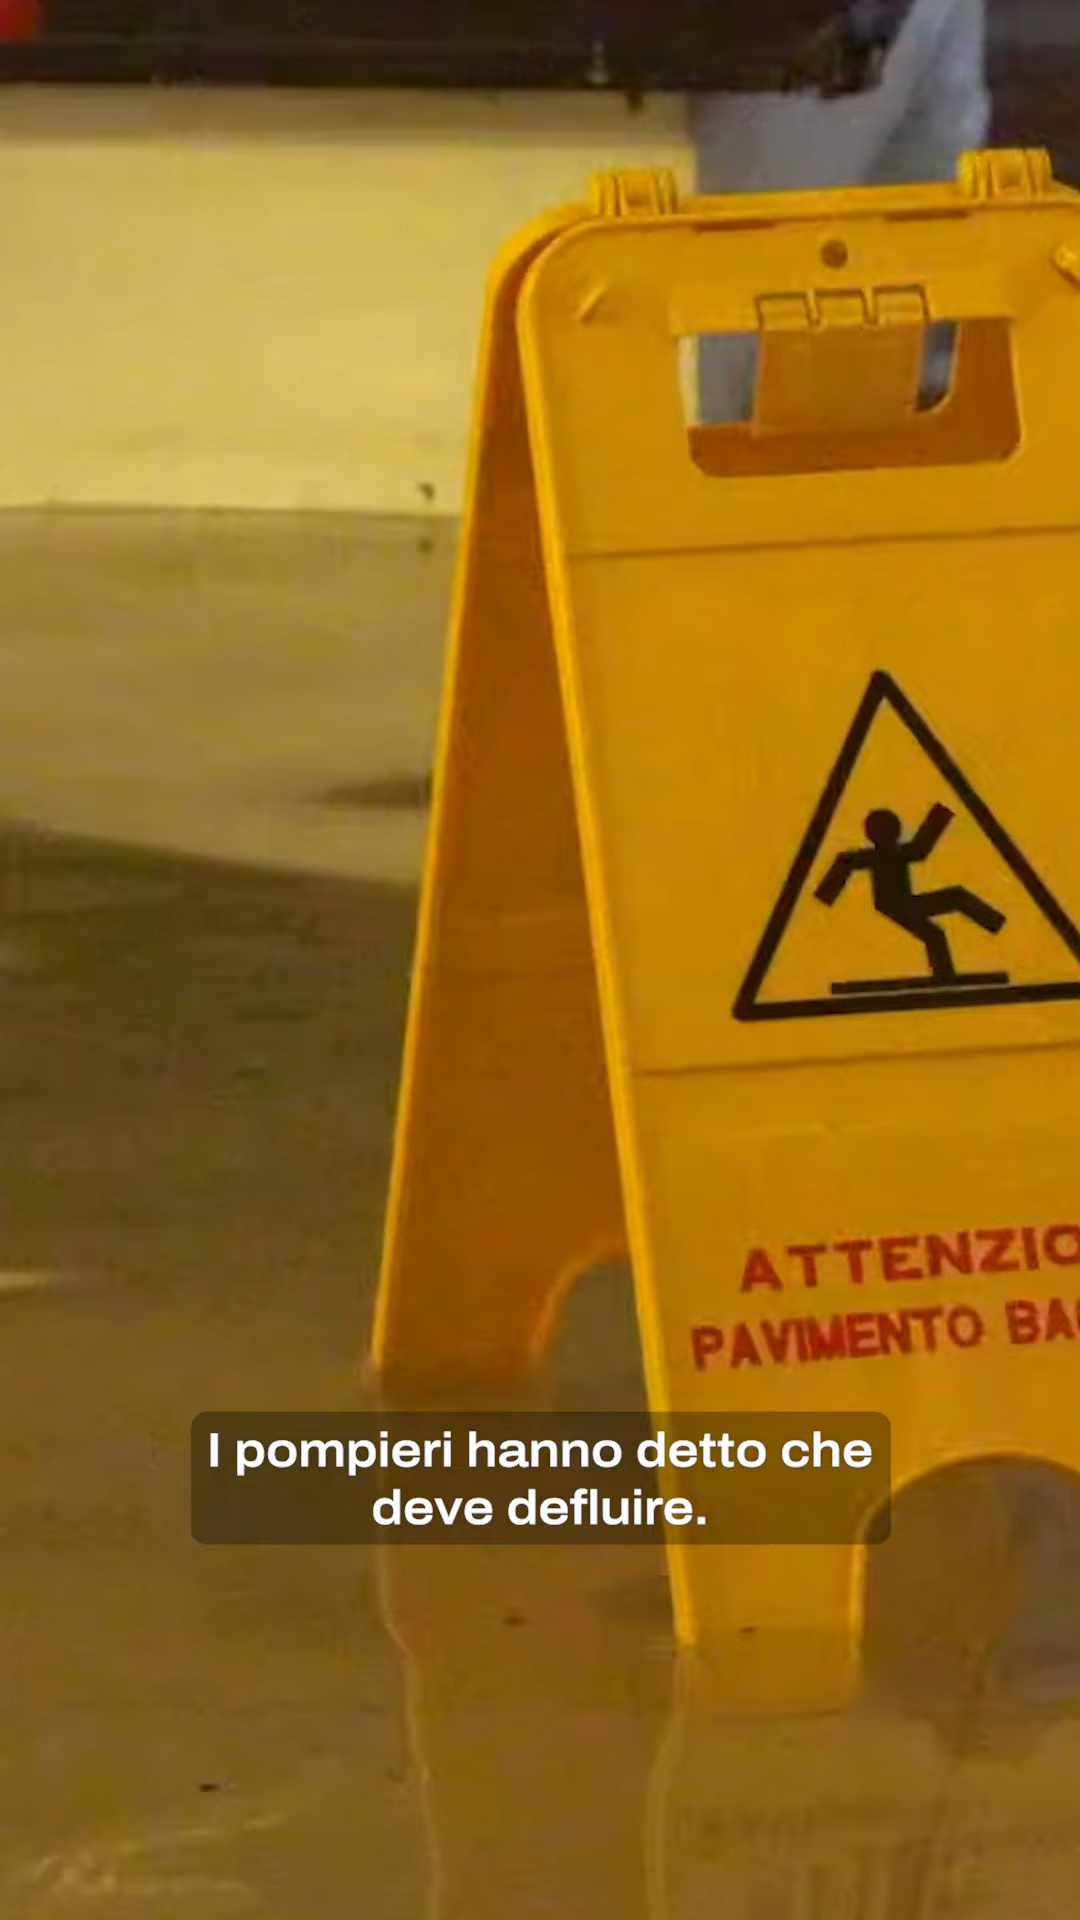 ATTENZIO
PAVIMENTO BA
I pompieri hanno detto che
deve defluire.